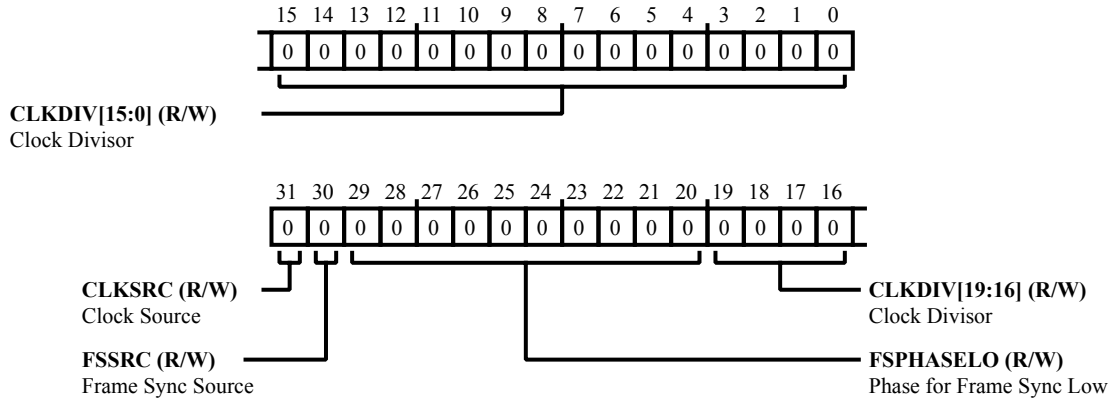 15 14 13 12 11 10 9 8 7 6 5 4 3 2 1 0
0 0 0 0 0 0 0 0 0 0 0 0 0 0 0 0
CLKDIV[15:0] (R/W)
Clock Divisor
31 30 29 28 27 26 25 24 23 22 21 20 19 18 17 16
0 0 0 0 0 0 0 0 0 0 0 0 0 0 0 0
CLKSRC (R/W)
Clock Source
CLKDIV[19:16] (R/W)
Clock Divisor
FSSRC (R/W)
Frame Sync Source
FSPHASELO (R/W)
Phase for Frame Sync Low